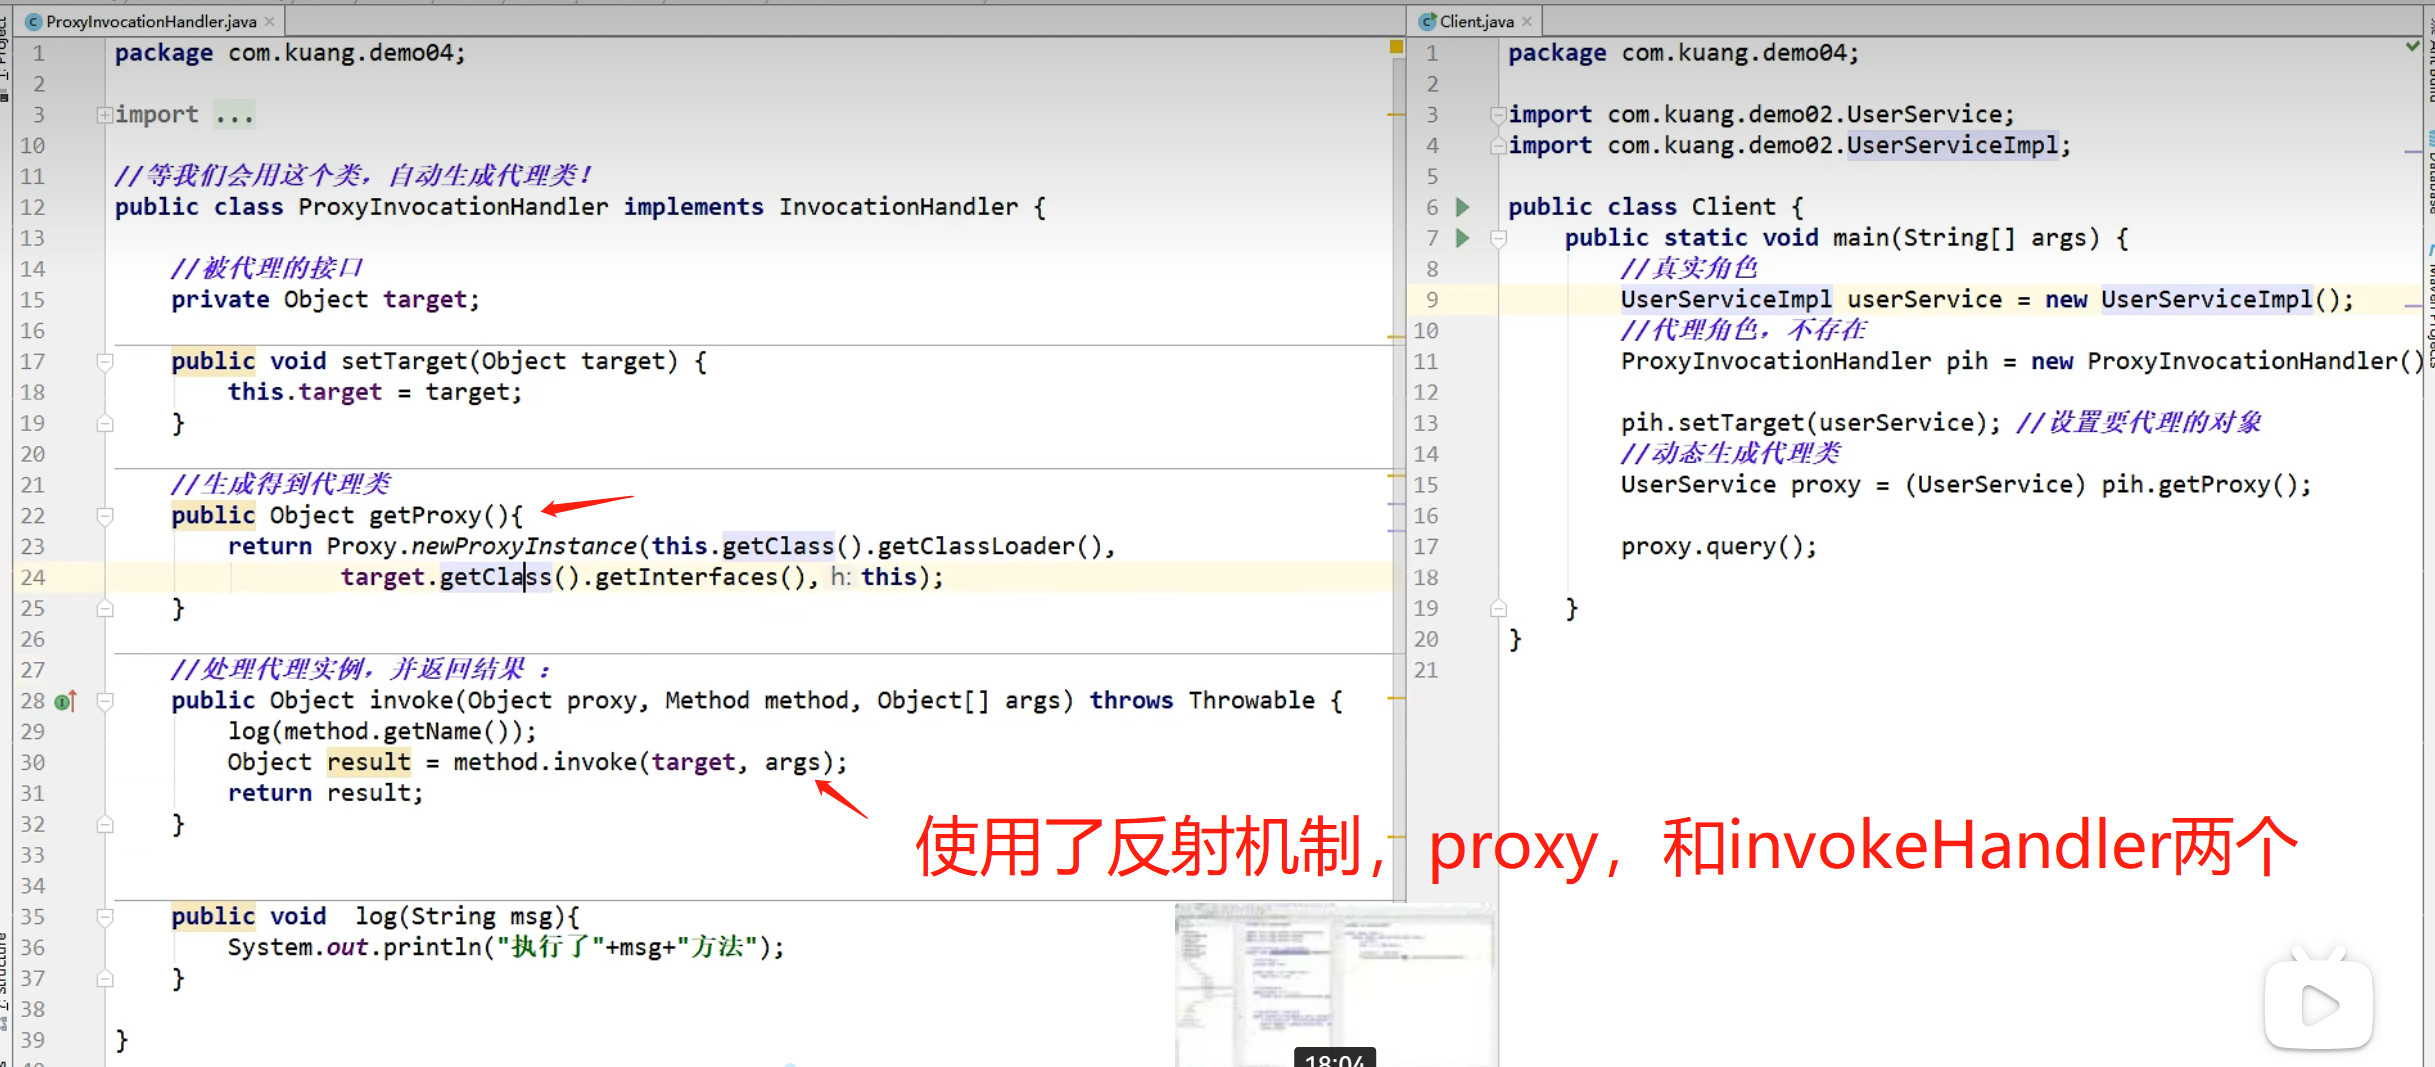 ProxyInvocationHandler.java
1 package com.kuang.demo04;
2
3 import ...
10
11 //等我们会用这个类，自动生成代理类！
12 public class ProxyInvocationHandler implements InvocationHandler {
13
14 //被代理的接口
15 private Object target;
16
17 public void setTarget(Object target) {
18 this.target = target;
19 }
20
21 //生成得到代理类
22 public Object getProxy(){
23 return Proxy.newProxyInstance(this.getClass().getClassLoader(),
24 target.getClass().getInterfaces(), h: this);
25 }
26
27 //处理代理实例，并返回结果 ：
28 public Object invoke(Object proxy, Method method, Object[] args) throws Throwable {
29 log(method.getName());
30 Object result = method.invoke(target, args);
31 return result;
32 }
33
34
35 public void log(String msg){
36 System.out.println("执行了"+msg+"方法");
37 }
38
39 }
Client.java
1 package com.kuang.demo04;
2
3 import com.kuang.demo02.UserService;
4 import com.kuang.demo02.UserServiceImpl;
5
6 public class Client {
7 public static void main(String[] args) {
8 //真实角色
9 UserServiceImpl userService = new UserServiceImpl();
10 //代理角色，不存在
11 ProxyInvocationHandler pih = new ProxyInvocationHandler()
12
13 pih.setTarget(userService); //设置要代理的对象
14 //动态生成代理类
15 UserService proxy = (UserService) pih.getProxy();
16
17 proxy.query();
18
19 }
20 }
21
使用了反射机制，proxy，和invokeHandler两个
18:04